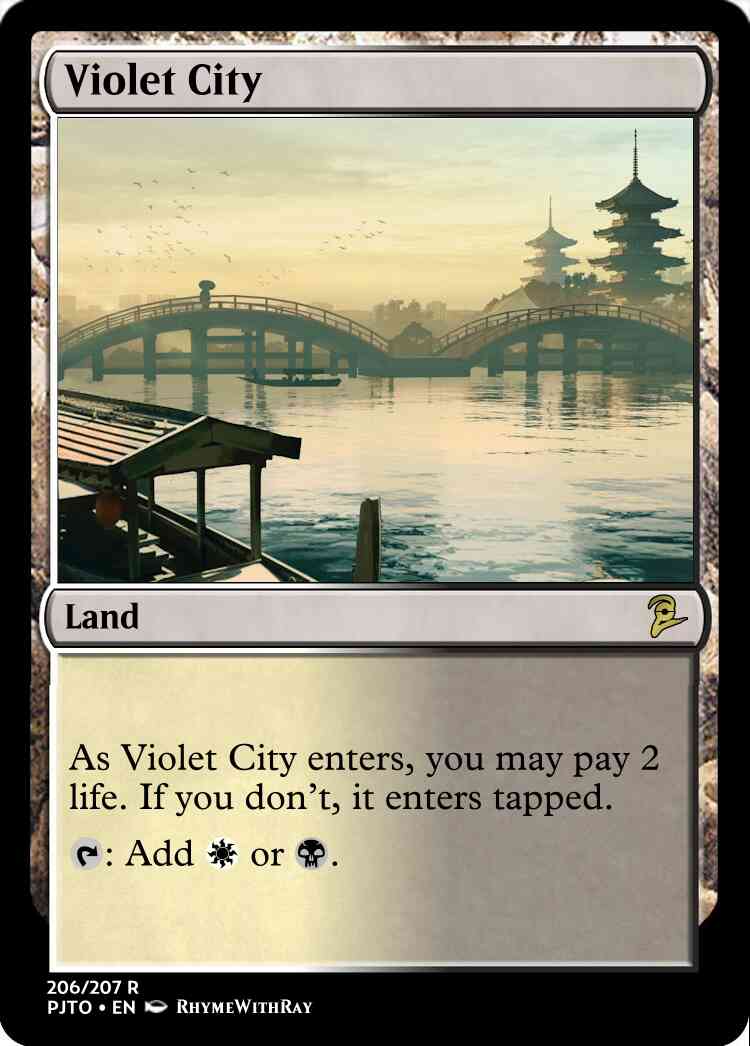 Violet City
Land
As Violet City enters, you may pay 2
life. If you don't, it enters tapped.
: Add or .
206/207 R
PJTO • EN RhymeWithRay